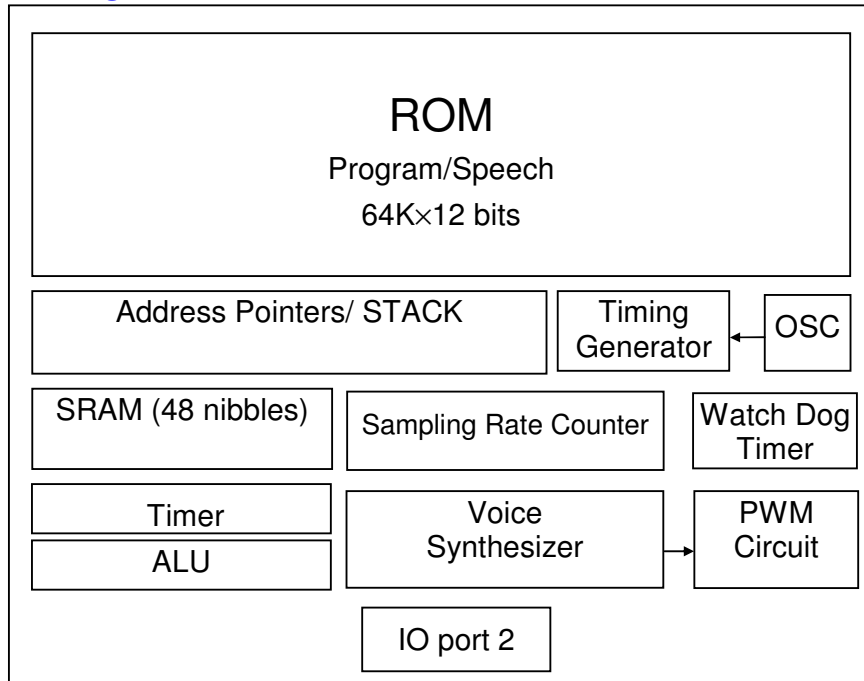 ROM
Program/Speech
64K×12 bits
Address Pointers/ STACK
Timing
Generator
OSC
SRAM (48 nibbles)
Sampling Rate Counter
Watch Dog
Timer
Timer
ALU
Voice
Synthesizer
PWM
Circuit
IO port 2